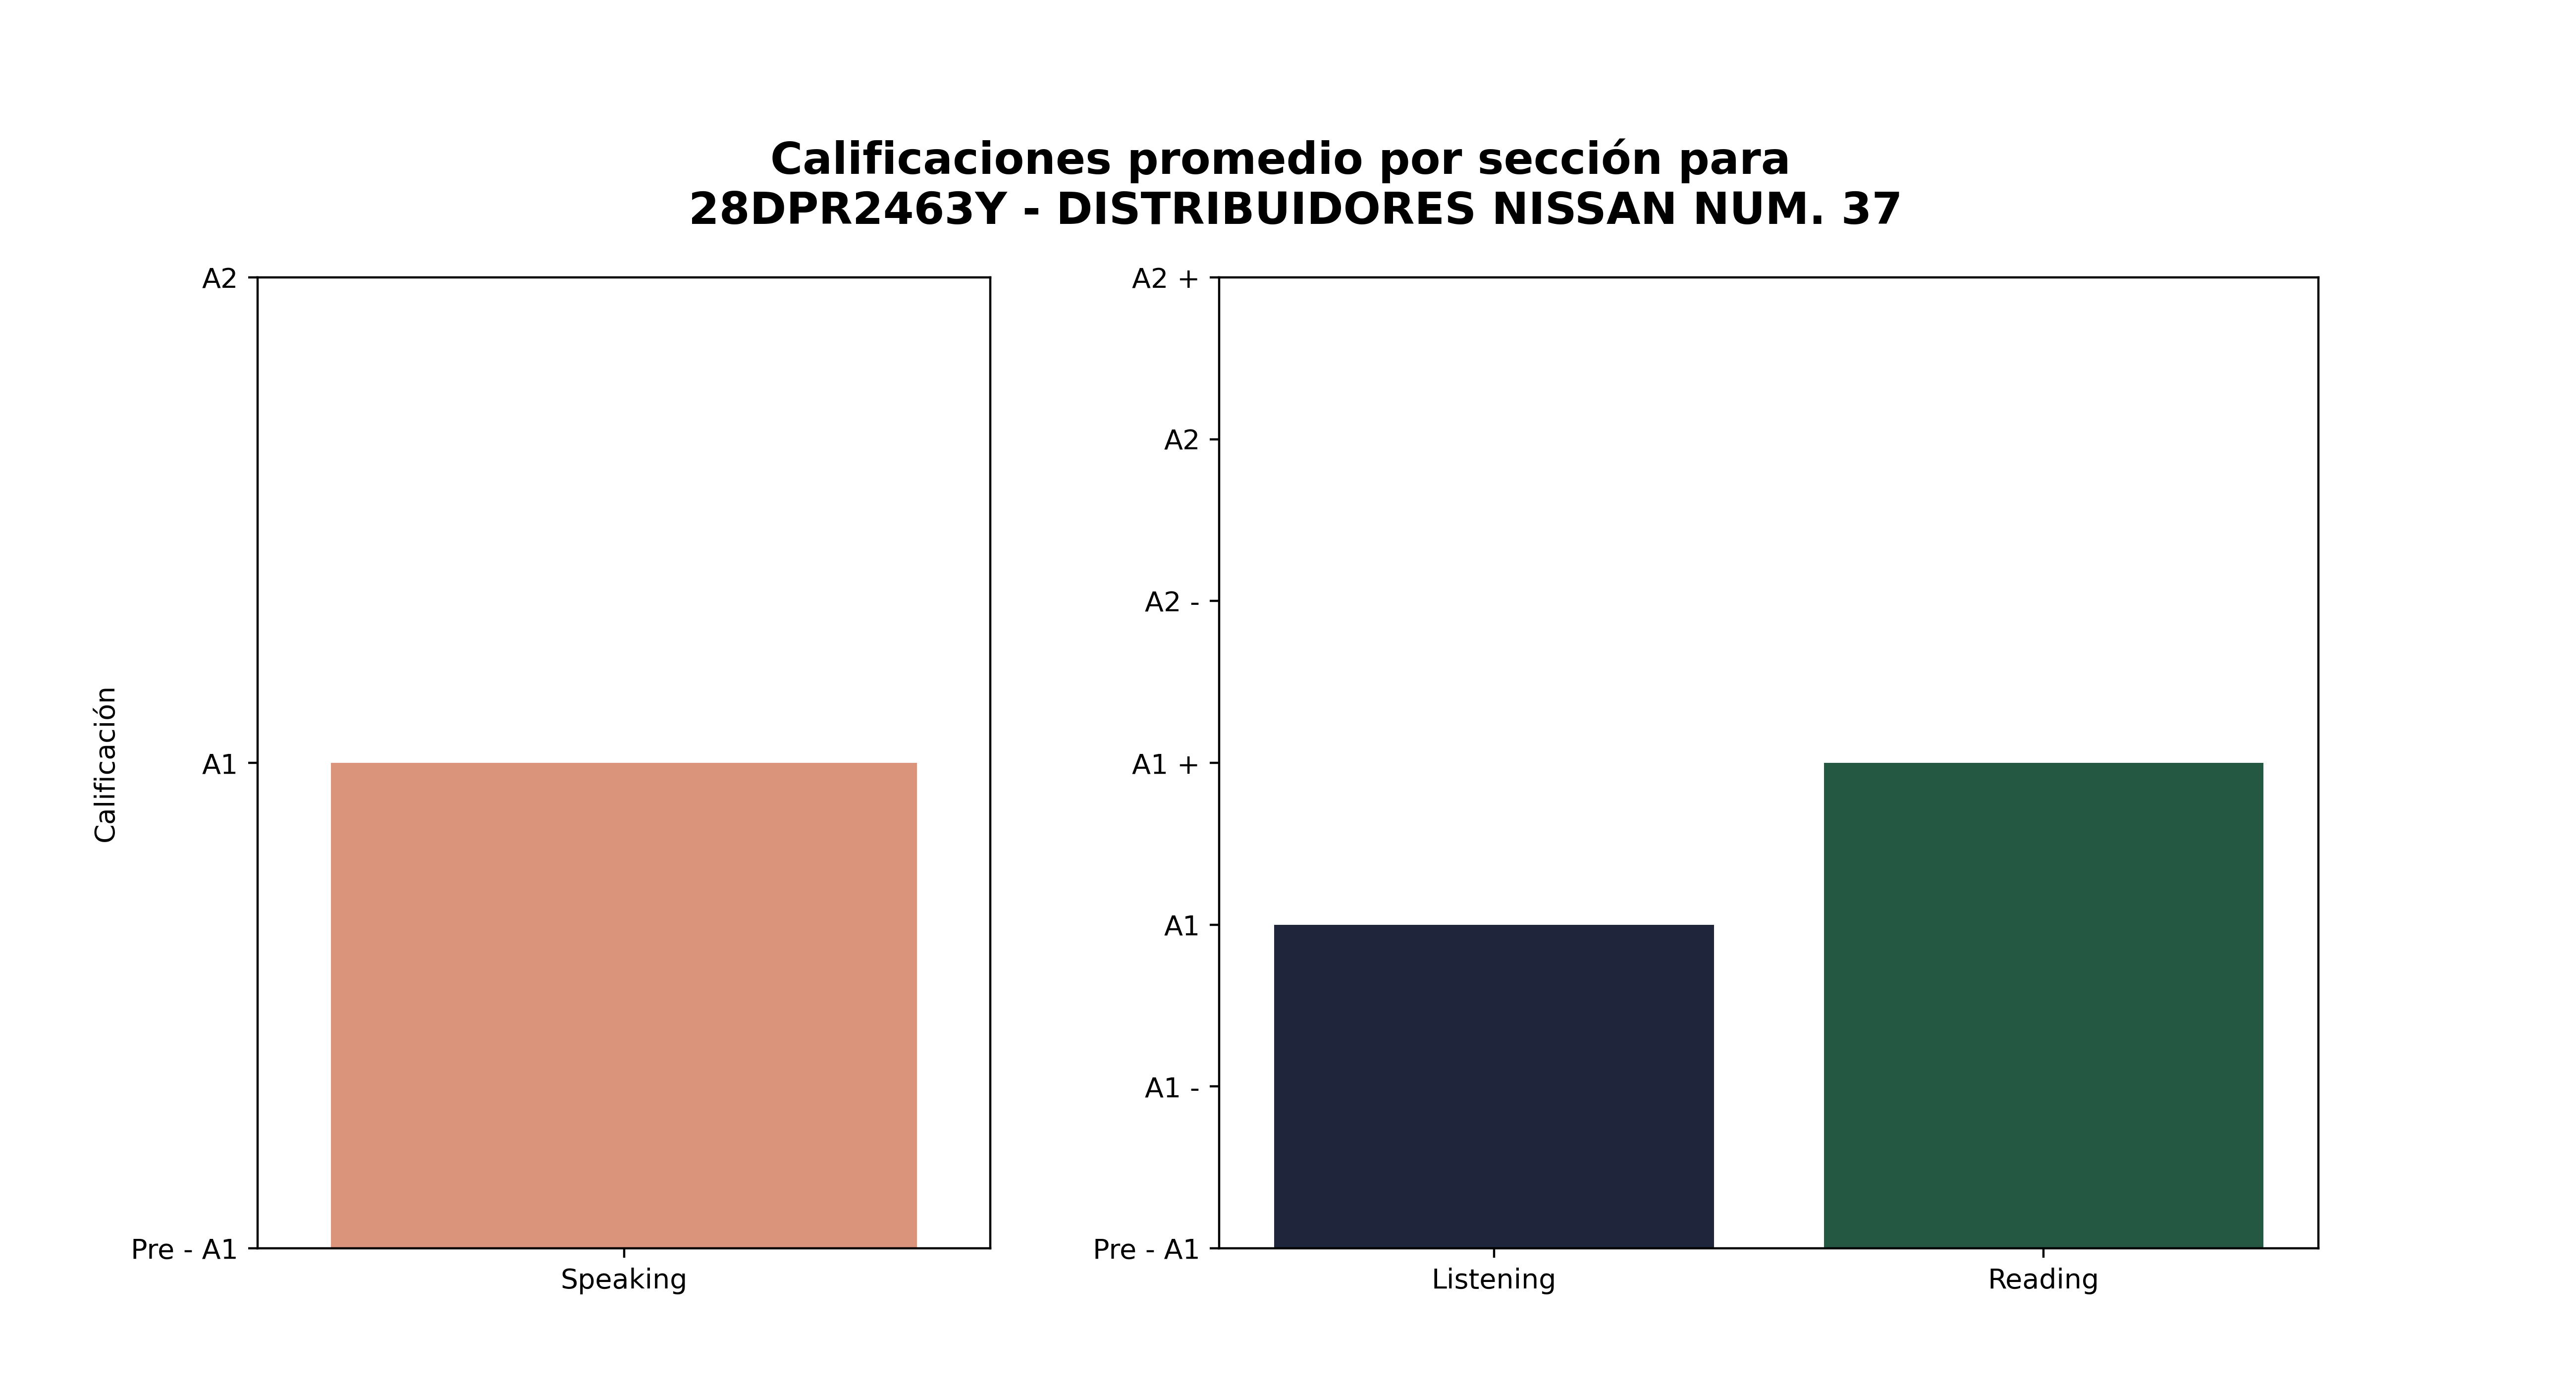 Calificaciones promedio por sección para
28DPR2463Y - DISTRIBUIDORES NISSAN NUM. 37
Calificación
A2
A1
Pre - A1
Speaking
A2 +
A2
A2 -
A1 +
A1
A1 -
Pre - A1
Listening
Reading